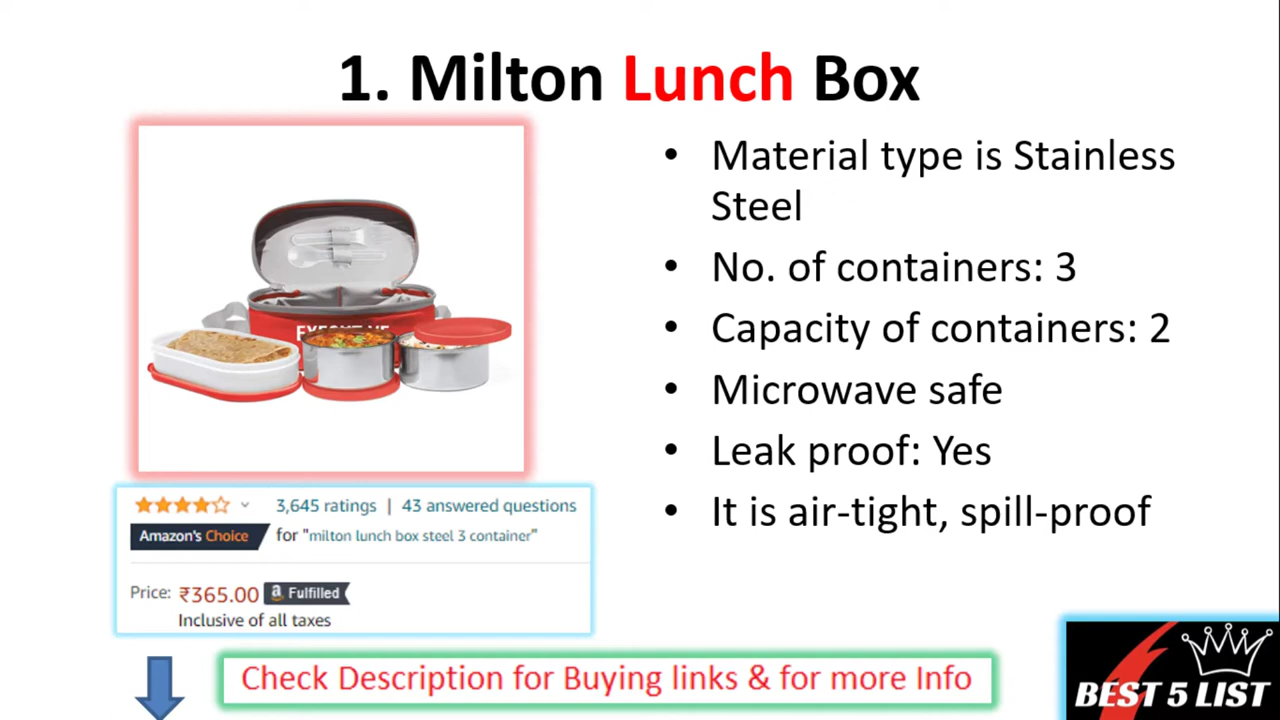 1. Milton Lunch Box
• Material type is Stainless
Steel
• No. of containers: 3
• Capacity of containers: 2
• Microwave safe
• Leak proof: Yes
• It is air-tight, spill-proof
EXECUTIVE
3,645 ratings | 43 answered questions
Amazon's Choice for "milton lunch box steel 3 container"
Price: ₹365.00 a Fulfilled
Inclusive of all taxes
Check Description for Buying links & for more Info
BEST 5 LIST